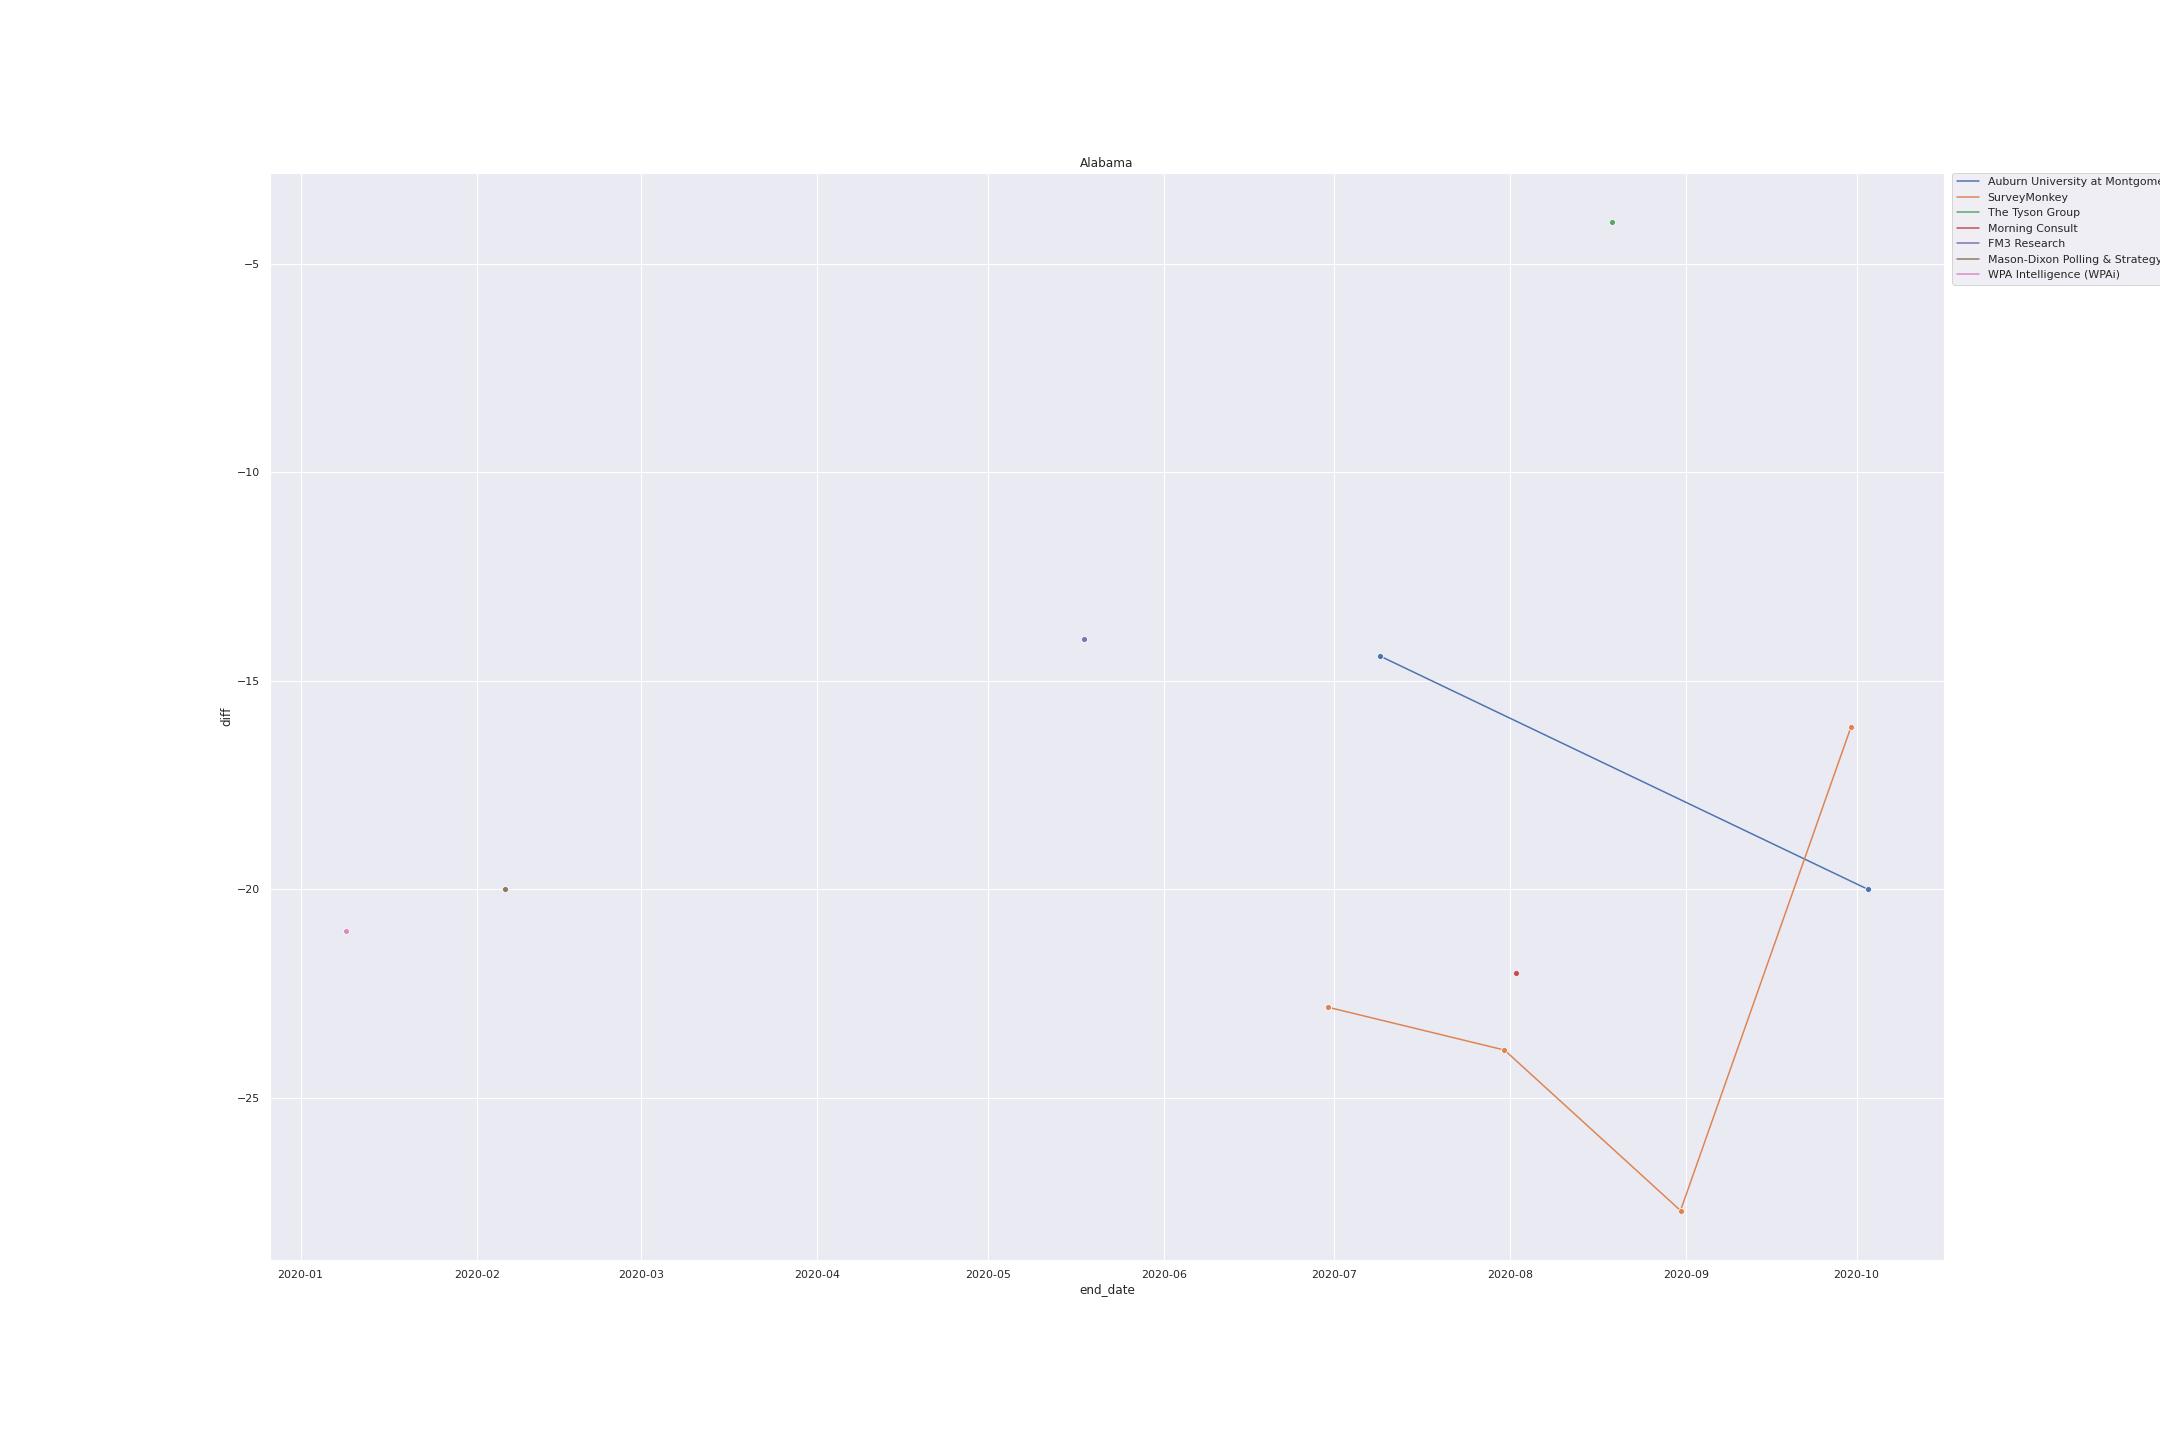 Alabama
Auburn University at Montgome
SurveyMonkey
The Tyson Group
Morning Consult
FM3 Research
Mason-Dixon Polling & Strategy
WPA Intelligence (WPAi)
−5
−10
−15
−20
−25
diff
2020-01 2020-02 2020-03 2020-04 2020-05 2020-06 2020-07 2020-08 2020-09 2020-10
end_date